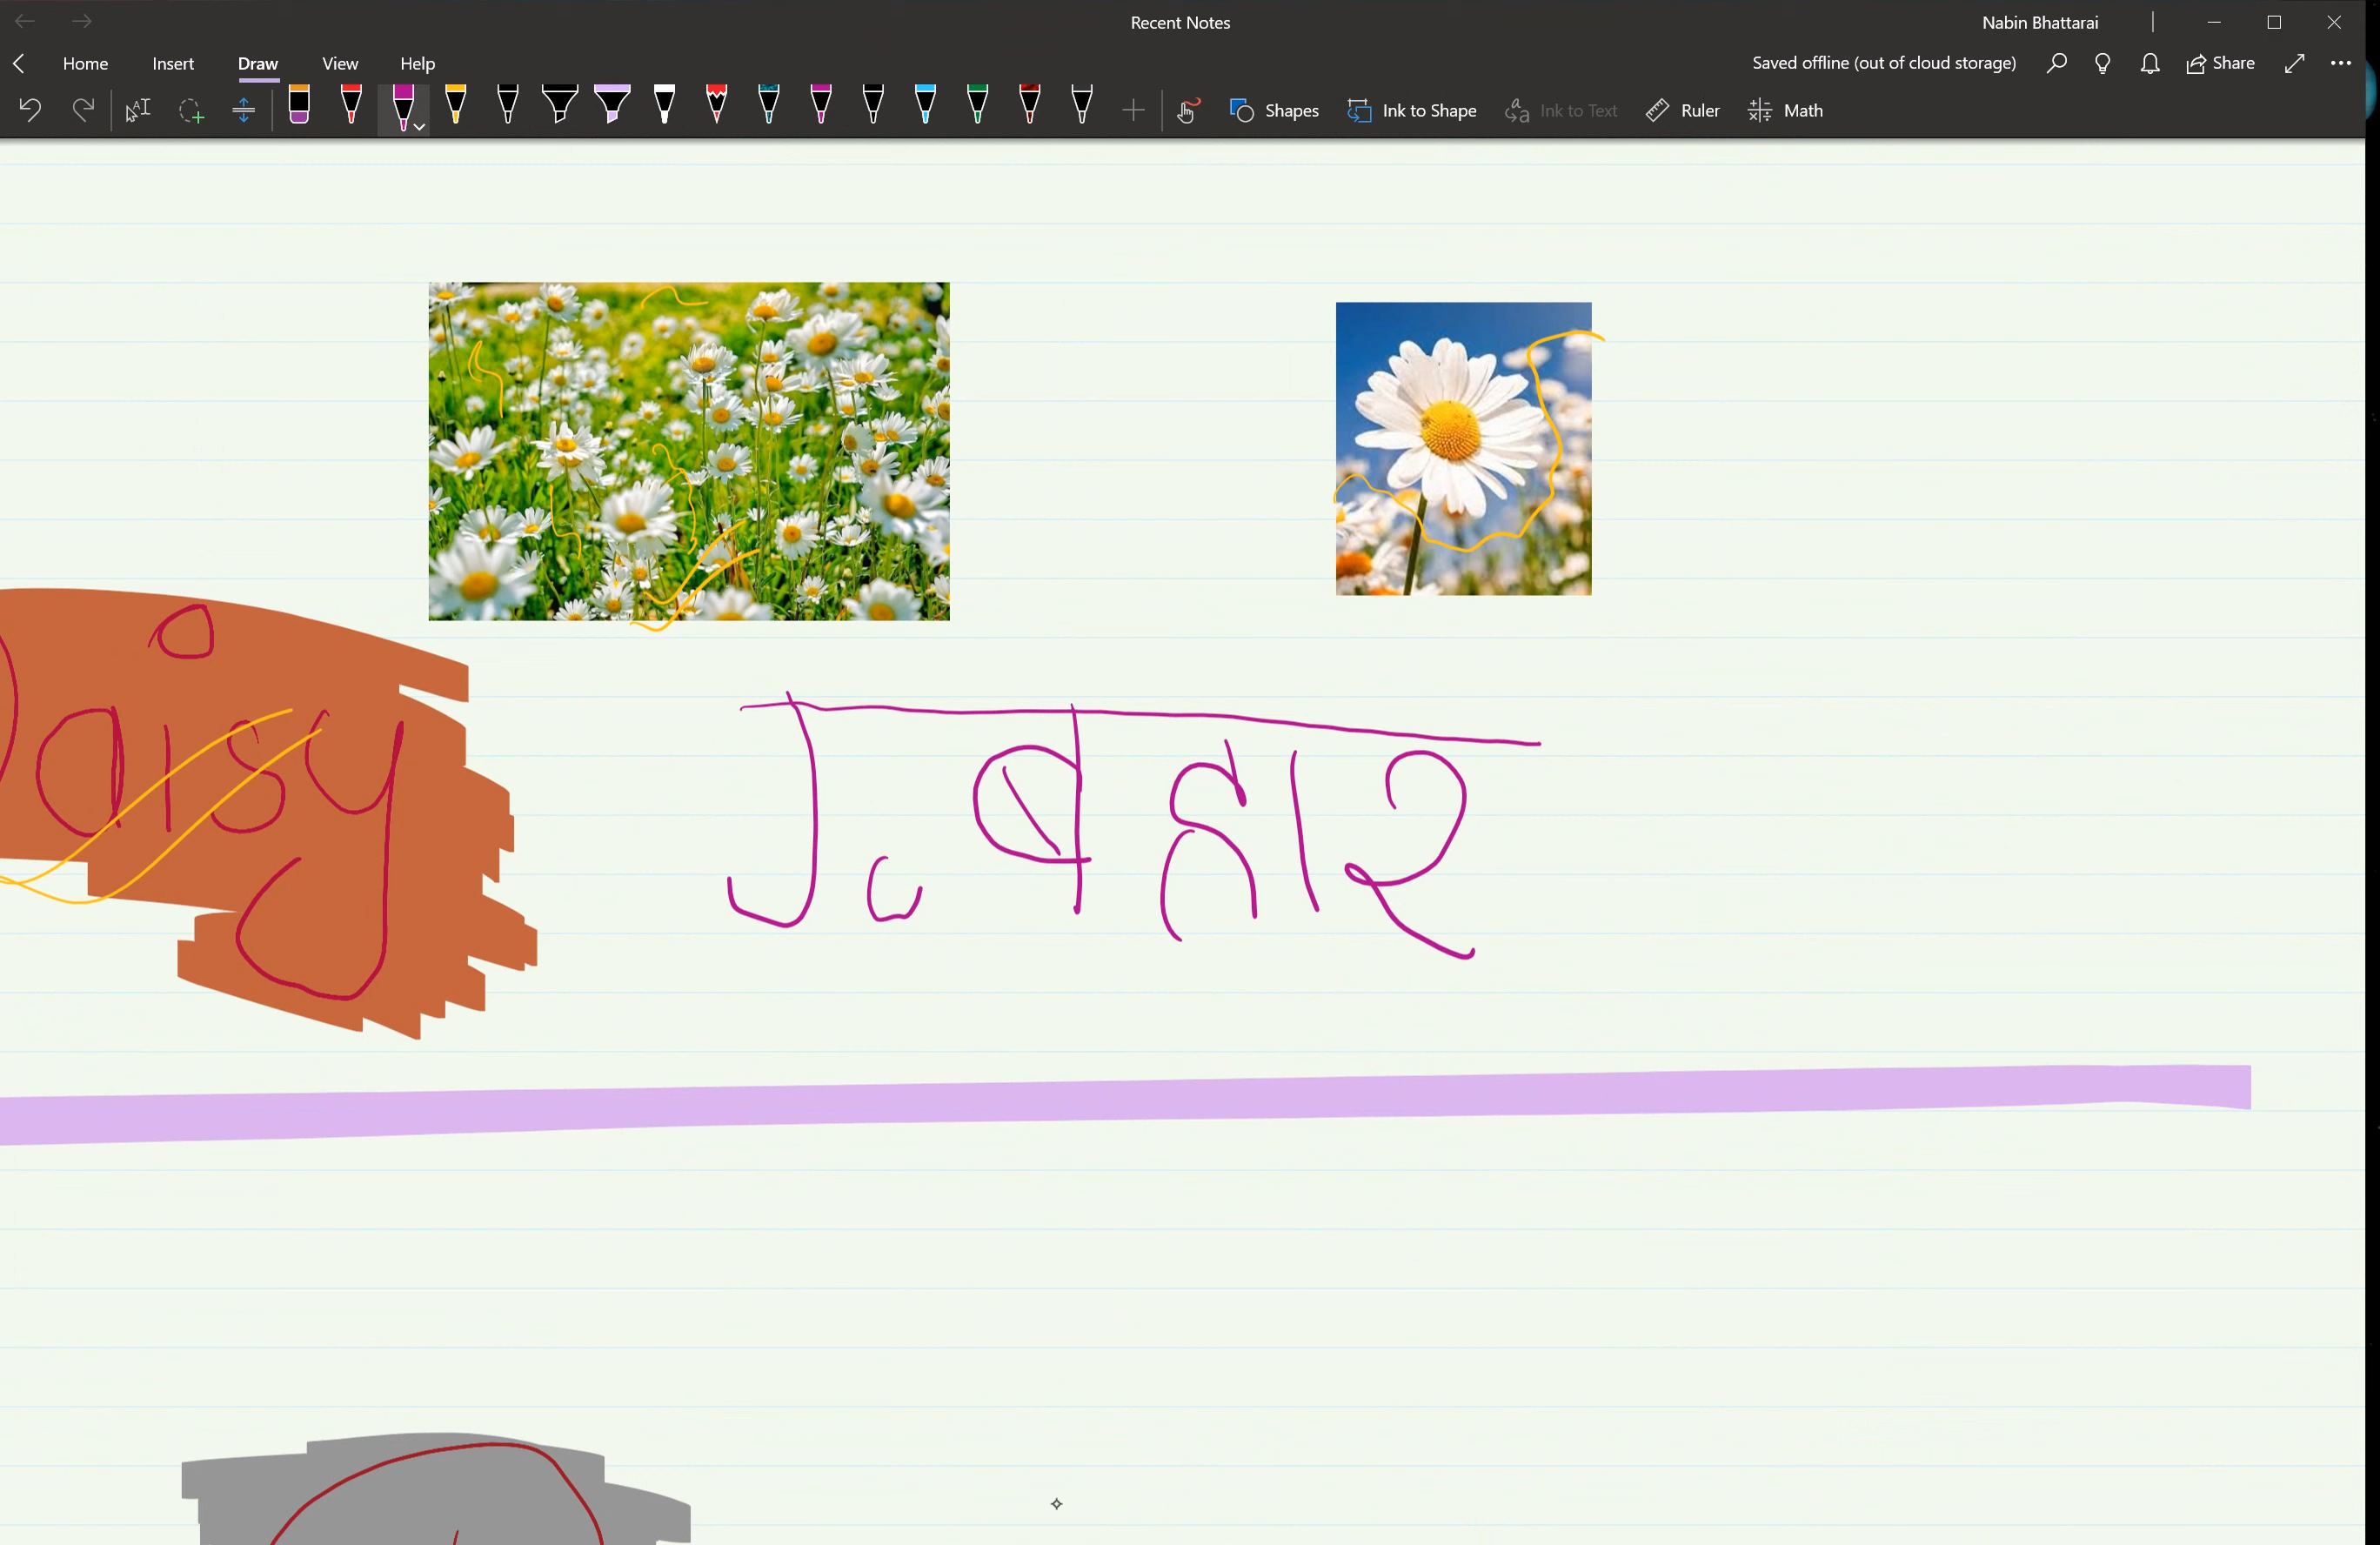 Recent Notes
Nabin Bhattarai
Home Insert Draw View Help
Saved offline (out of cloud storage)
Share
Shapes
Ink to Shape
Ink to Text
Ruler
Math
aisy